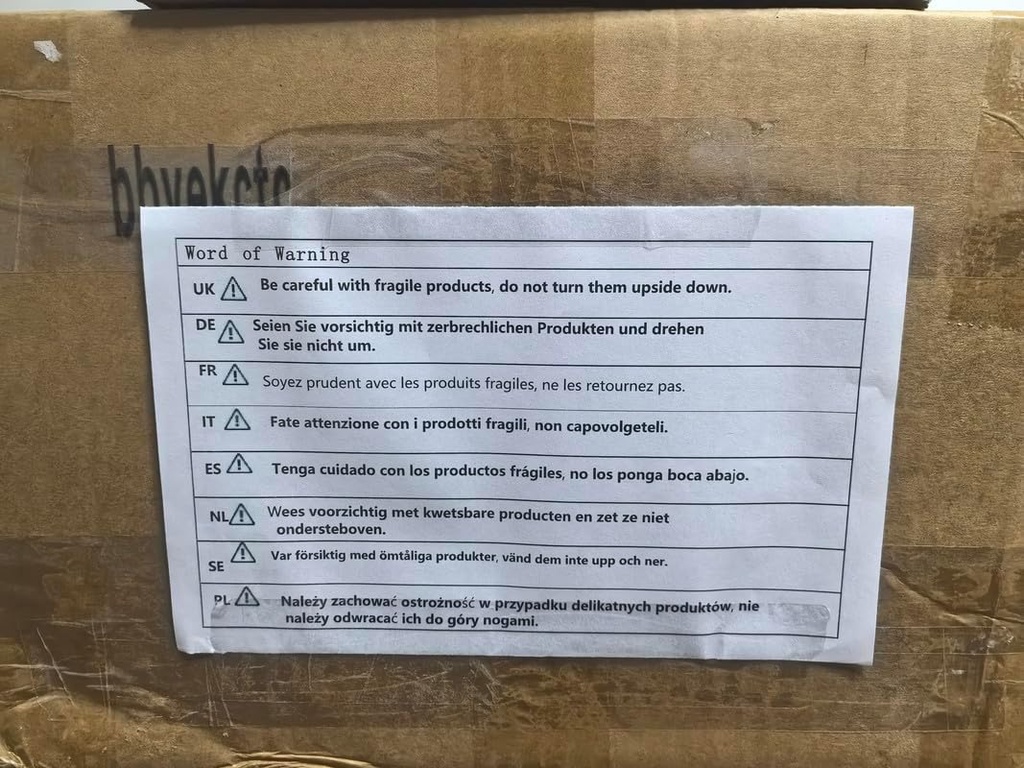 Word of Warning
UK Be careful with fragile products, do not turn them upside down.
DE Seien Sie vorsichtig mit zerbrechlichen Produkten und drehen
Sie sie nicht um.
FR Soyez prudent avec les produits fragiles, ne les retournez pas.
IT Fate attenzione con i prodotti fragili, non capovolgeteli.
ES Tenga cuidado con los productos frágiles, no los ponga boca abajo.
NL Wees voorzichtig met kwetsbare producten en zet ze niet
ondersteboven.
SE Var försiktig med ömtåliga produkter, vänd dem inte upp och ner.
PL Należy zachować ostrożność w przypadku delikatnych produktów, nie
należy odwracać ich do góry nogami.